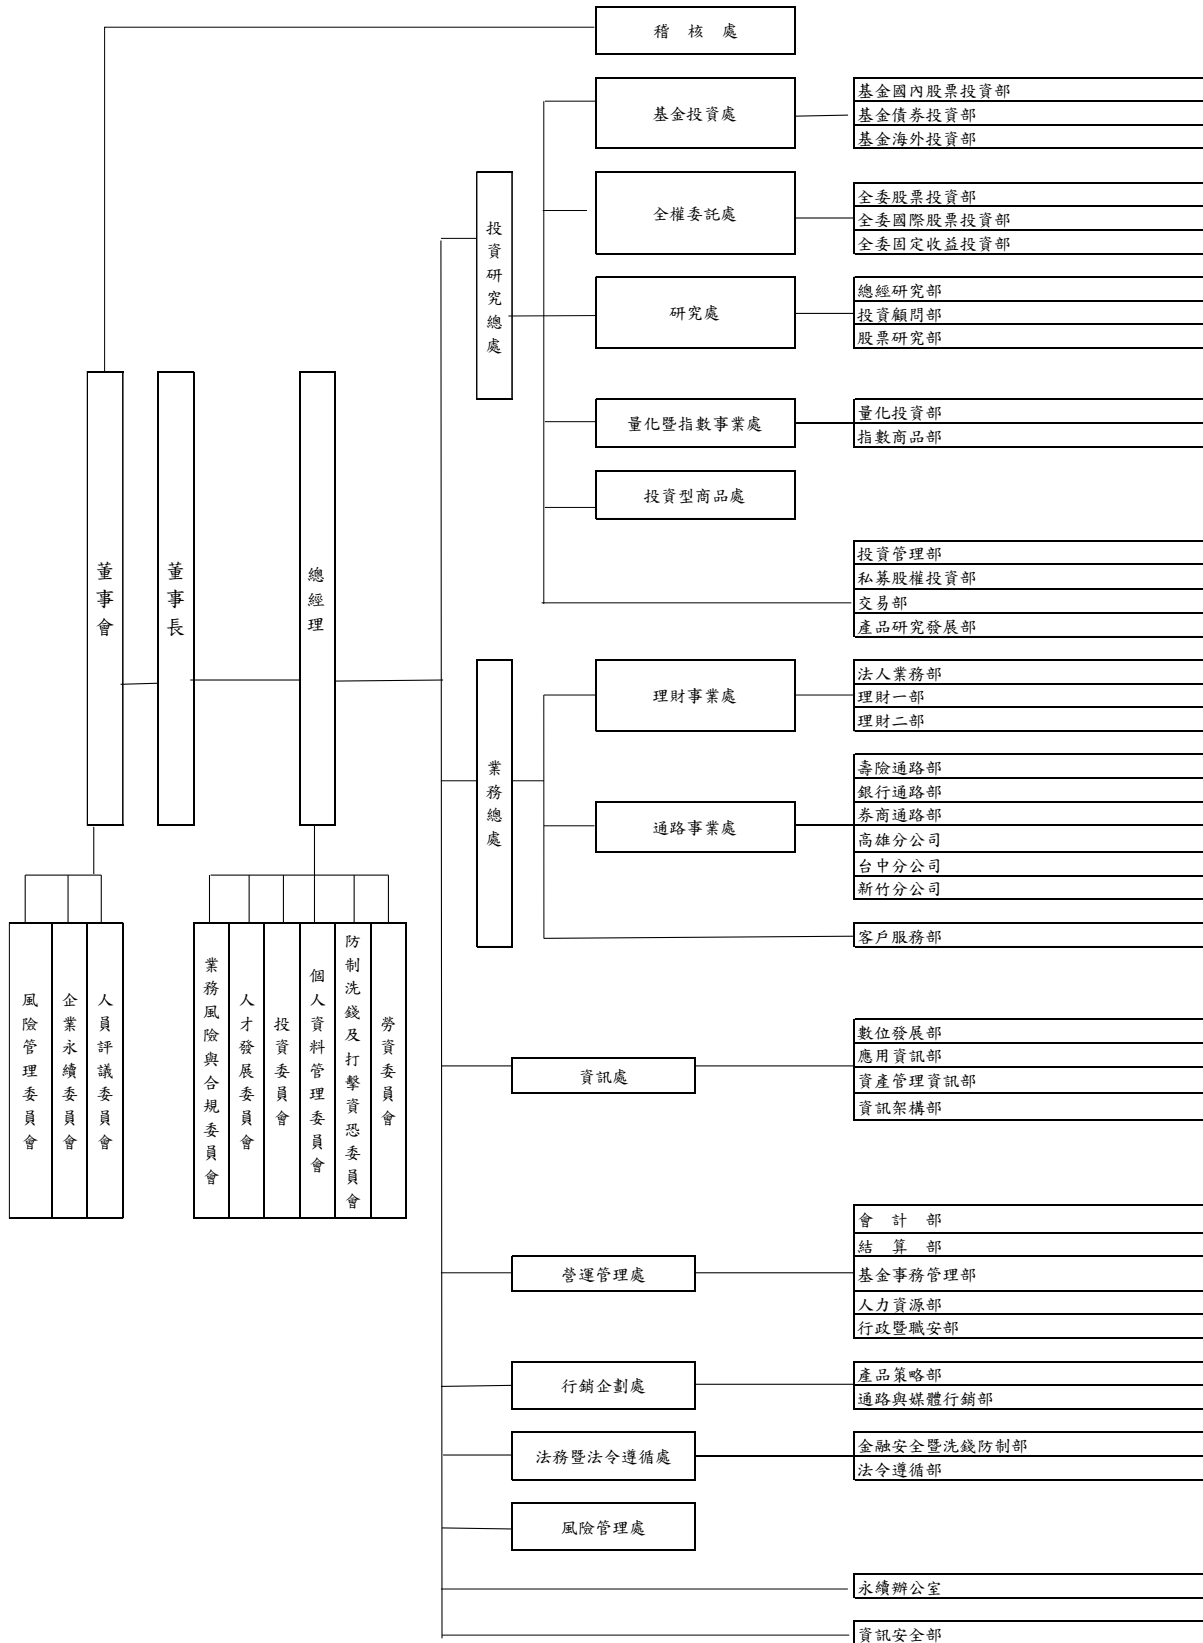 稽 核 處
基金投資處
基金國內股票投資部
基金債券投資部
基金海外投資部
投資研究總處
全權委託處
全委股票投資部
全委國際股票投資部
全委固定收益投資部
研究處
總經研究部
投資顧問部
股票研究部
量化暨指數事業處
量化投資部
指數商品部
投資型商品處
投資管理部
私募股權投資部
交易部
產品研究發展部
董事會
董事長
總經理
業務總處
理財事業處
法人業務部
理財一部
理財二部
通路事業處
壽險通路部
銀行通路部
券商通路部
高雄分公司
台中分公司
新竹分公司
客戶服務部
風險管理委員會
企業永續委員會
人員評議委員會
業務風險與合規委員會
人才發展委員會
投資委員會
個人資料管理委員會
防制洗錢及打擊資恐委員會
勞資委員會
資訊處
數位發展部
應用資訊部
資產管理資訊部
資訊架構部
營運管理處
會 計 部
結 算 部
基金事務管理部
人力資源部
行政暨職安部
行銷企劃處
產品策略部
通路與媒體行銷部
法務暨法令遵循處
金融安全暨洗錢防制部
法令遵循部
風險管理處
永續辦公室
資訊安全部